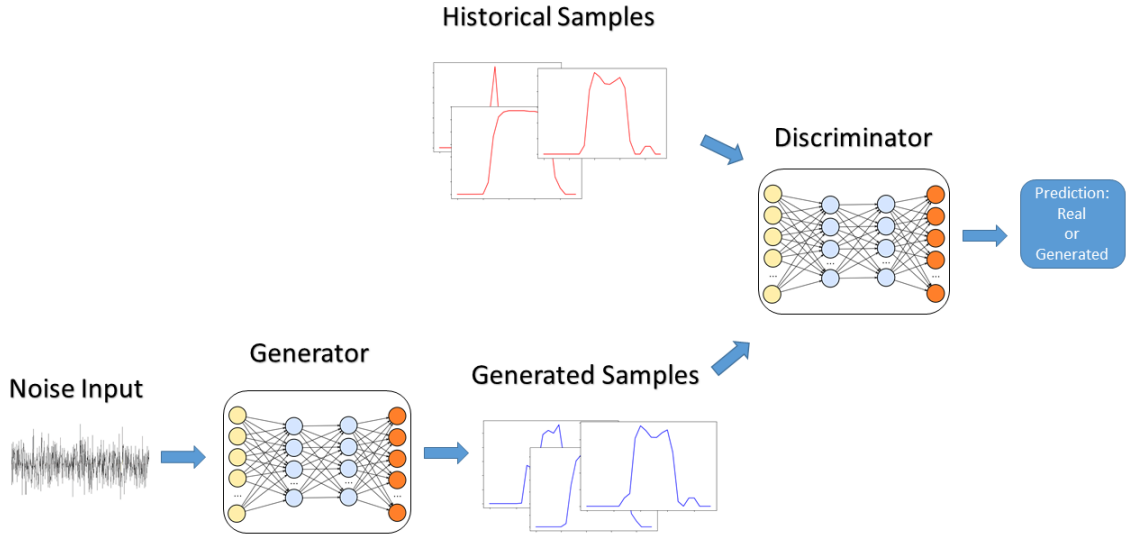 Historical Samples
Discriminator
Prediction:
Real
or
Generated
...
...
...
Generator
Generated Samples
Noise Input
...
...
...